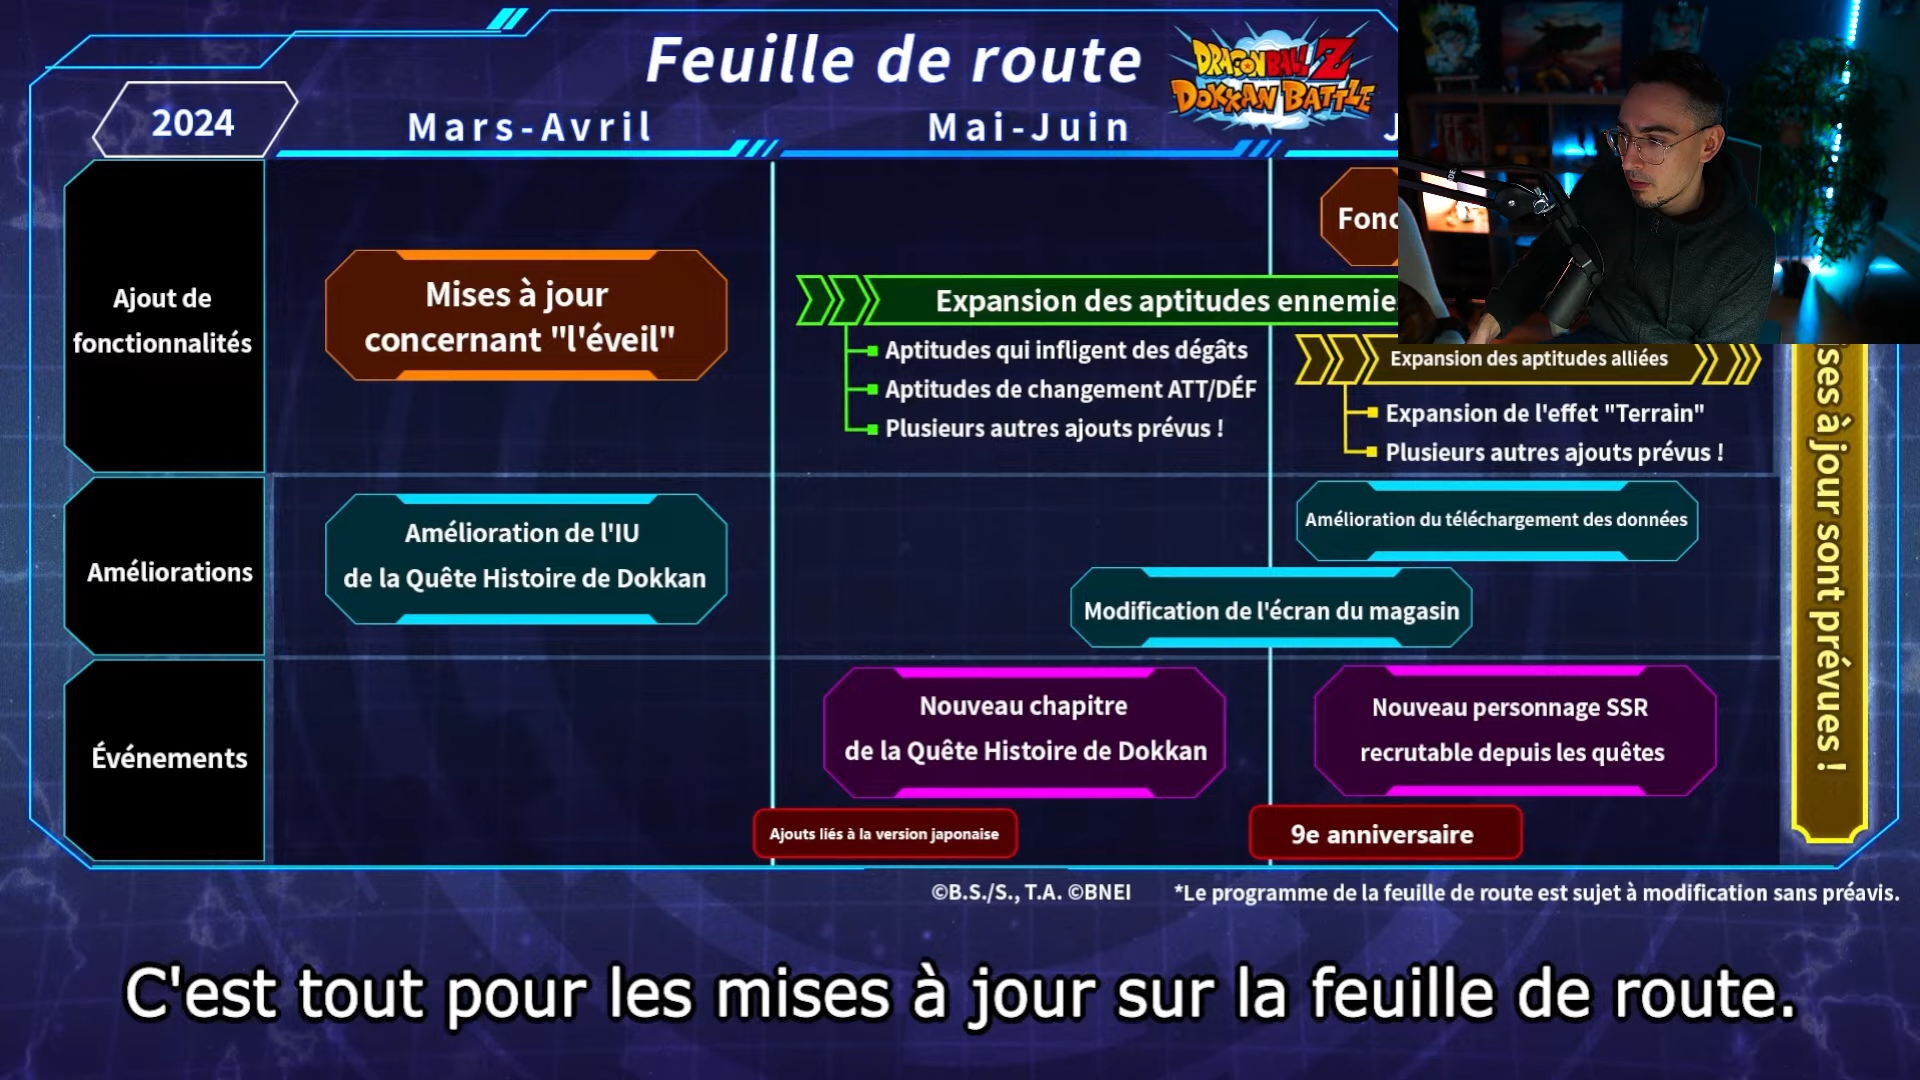 Feuille de route
DRAGONBALL Z
DOKKAN BATTLE
2024
Mars-Avril
Mai-Juin
Ajout de
fonctionnalités
Mises à jour
concernant "l'éveil"
Expansion des aptitudes ennemies
Aptitudes qui infligent des dégâts
Aptitudes de changement ATT/DÉF
Plusieurs autres ajouts prévus !
Expansion des aptitudes alliées
Expansion de l'effet "Terrain"
Plusieurs autres ajouts prévus !
à jour sont prévues !
Améliorations
Amélioration de l'IU
de la Quête Histoire de Dokkan
Amélioration du téléchargement des données
Modification de l'écran du magasin
Événements
Nouveau chapitre
de la Quête Histoire de Dokkan
Nouveau personnage SSR
recrutable depuis les quêtes
Ajouts liés à la version japonaise
9e anniversaire
©B.S./S., T.A. ©BNEI
*Le programme de la feuille de route est sujet à modification sans préavis.
C'est tout pour les mises à jour sur la feuille de route.